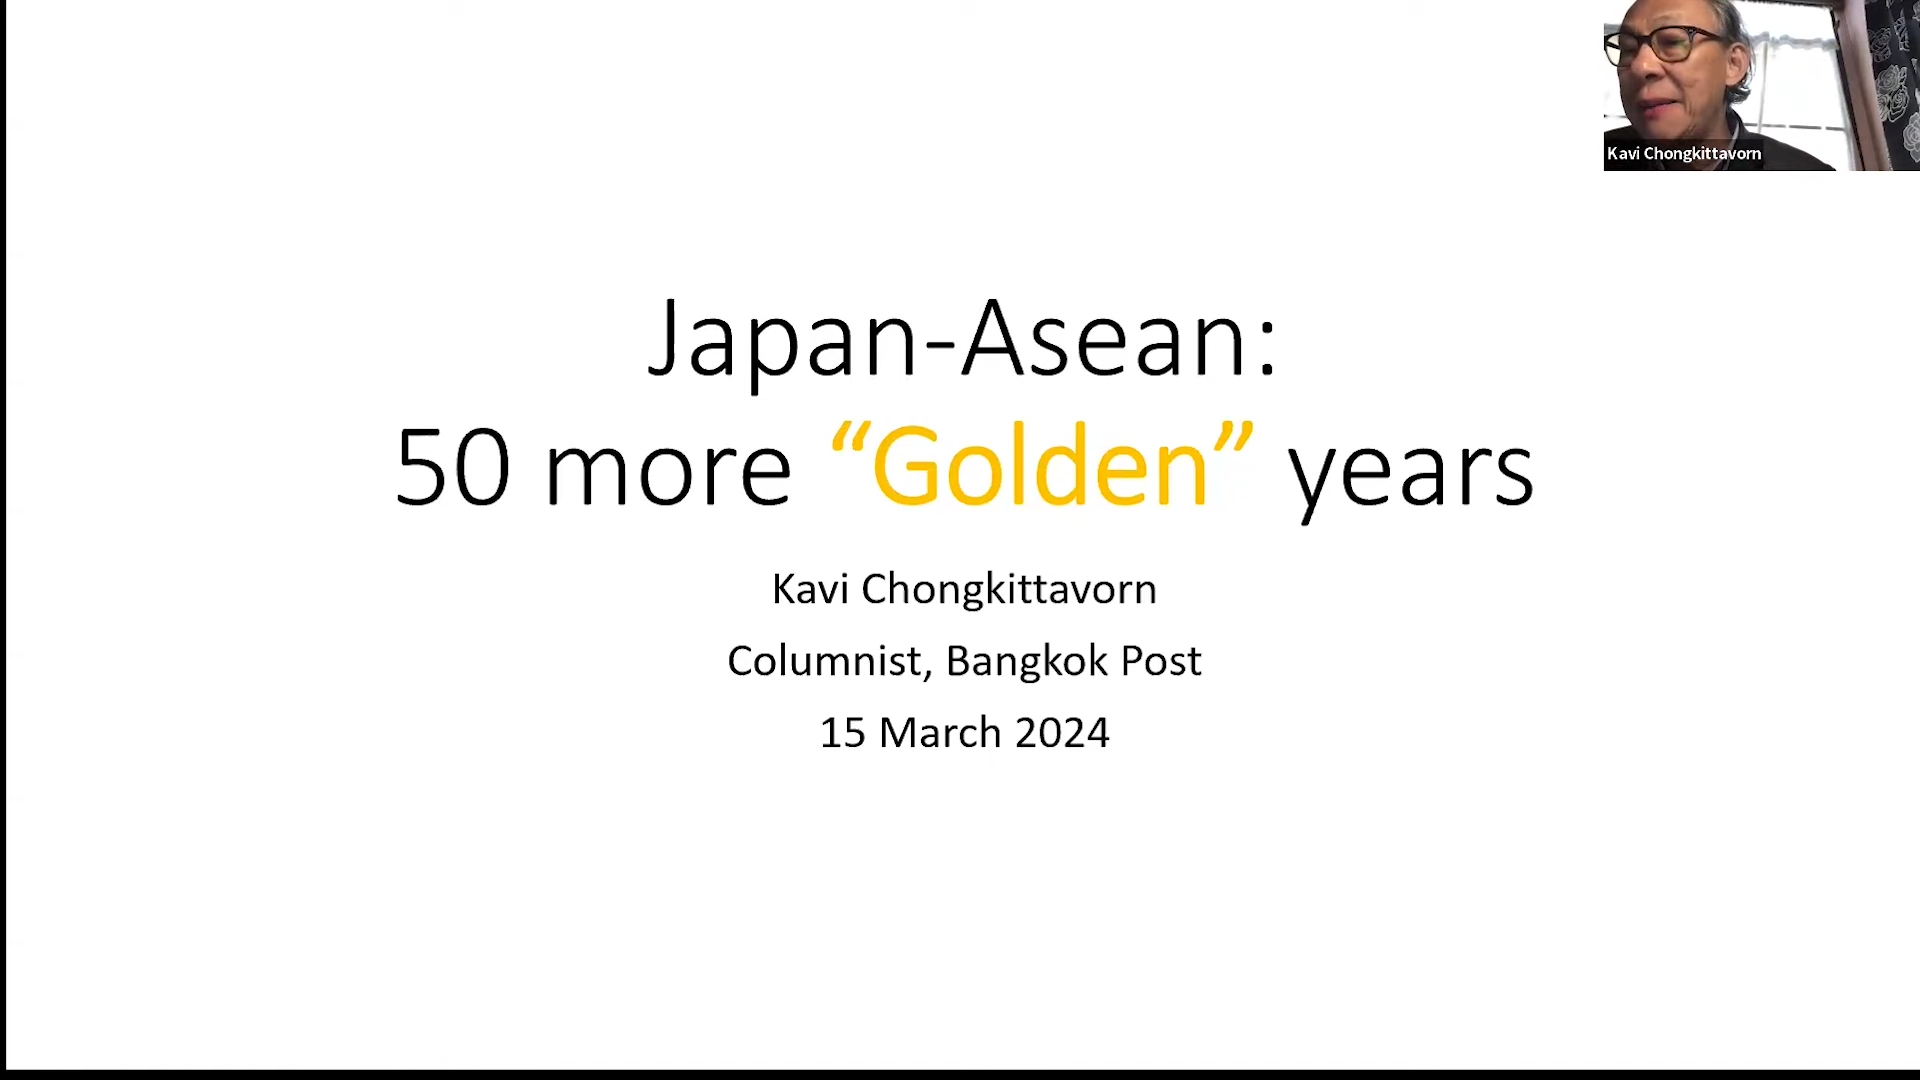 Kavi Chongkittavorn
Japan-Asean:
50 more “Golden” years
Kavi Chongkittavorn
Columnist, Bangkok Post
15 March 2024